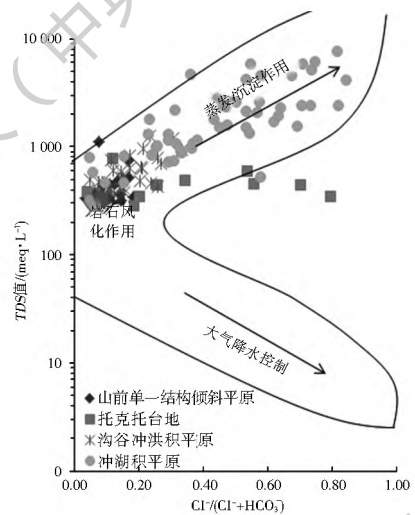 （中央
10 000
1 000
100
10
0
TDS值/(meq·L⁻¹)
蒸发/沉淀作用
岩石风
化作用
大气降水控制
山前单一结构倾斜平原
托克托台地
沟谷冲洪积平原
冲湖积平原
0.00 0.20 0.40 0.60 0.80 1.00
Cl⁻/(Cl⁻+HCO₃⁻)